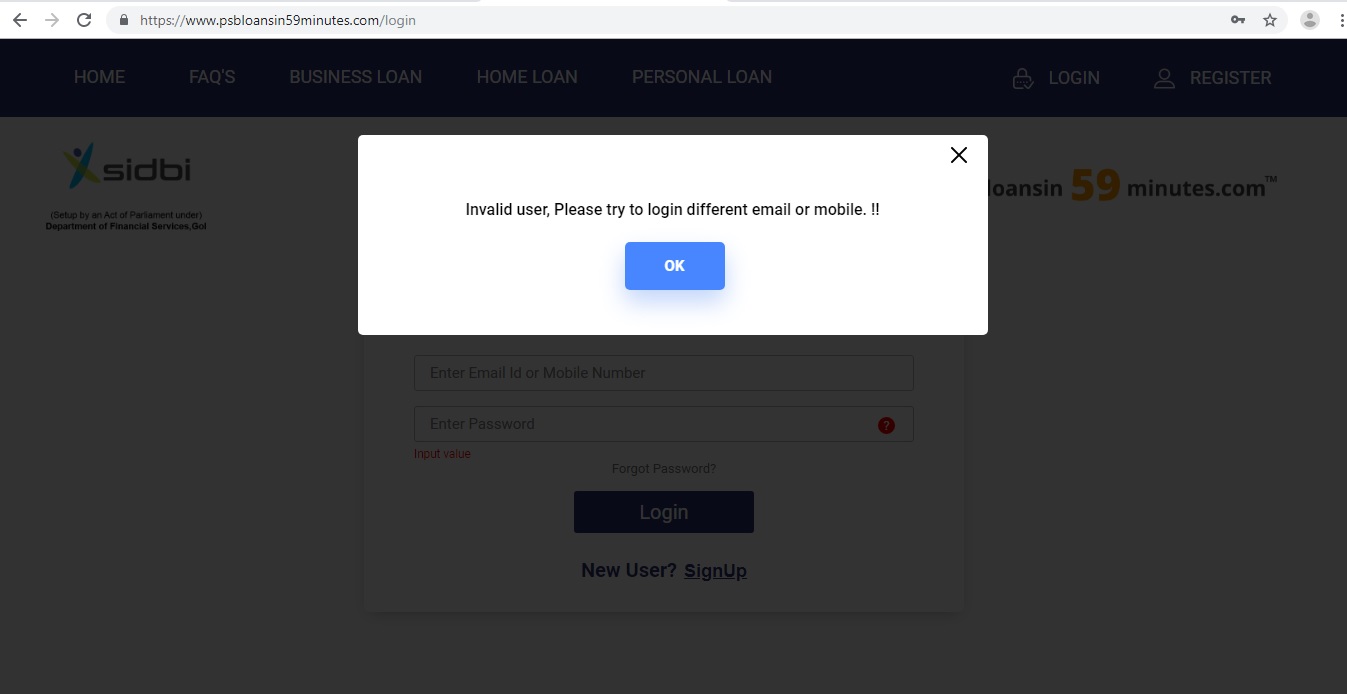 https://www.psbloansin59minutes.com/login
HOME FAQ'S BUSINESS LOAN HOME LOAN PERSONAL LOAN LOGIN REGISTER
sidbi
(Setup by an Act of Parliament under)
Department of Financial Services,GoI
loansin 59 minutes.com™
Invalid user, Please try to login different email or mobile. !!
OK
Enter Email Id or Mobile Number
Enter Password ?
Input value
Forgot Password?
Login
New User? SignUp